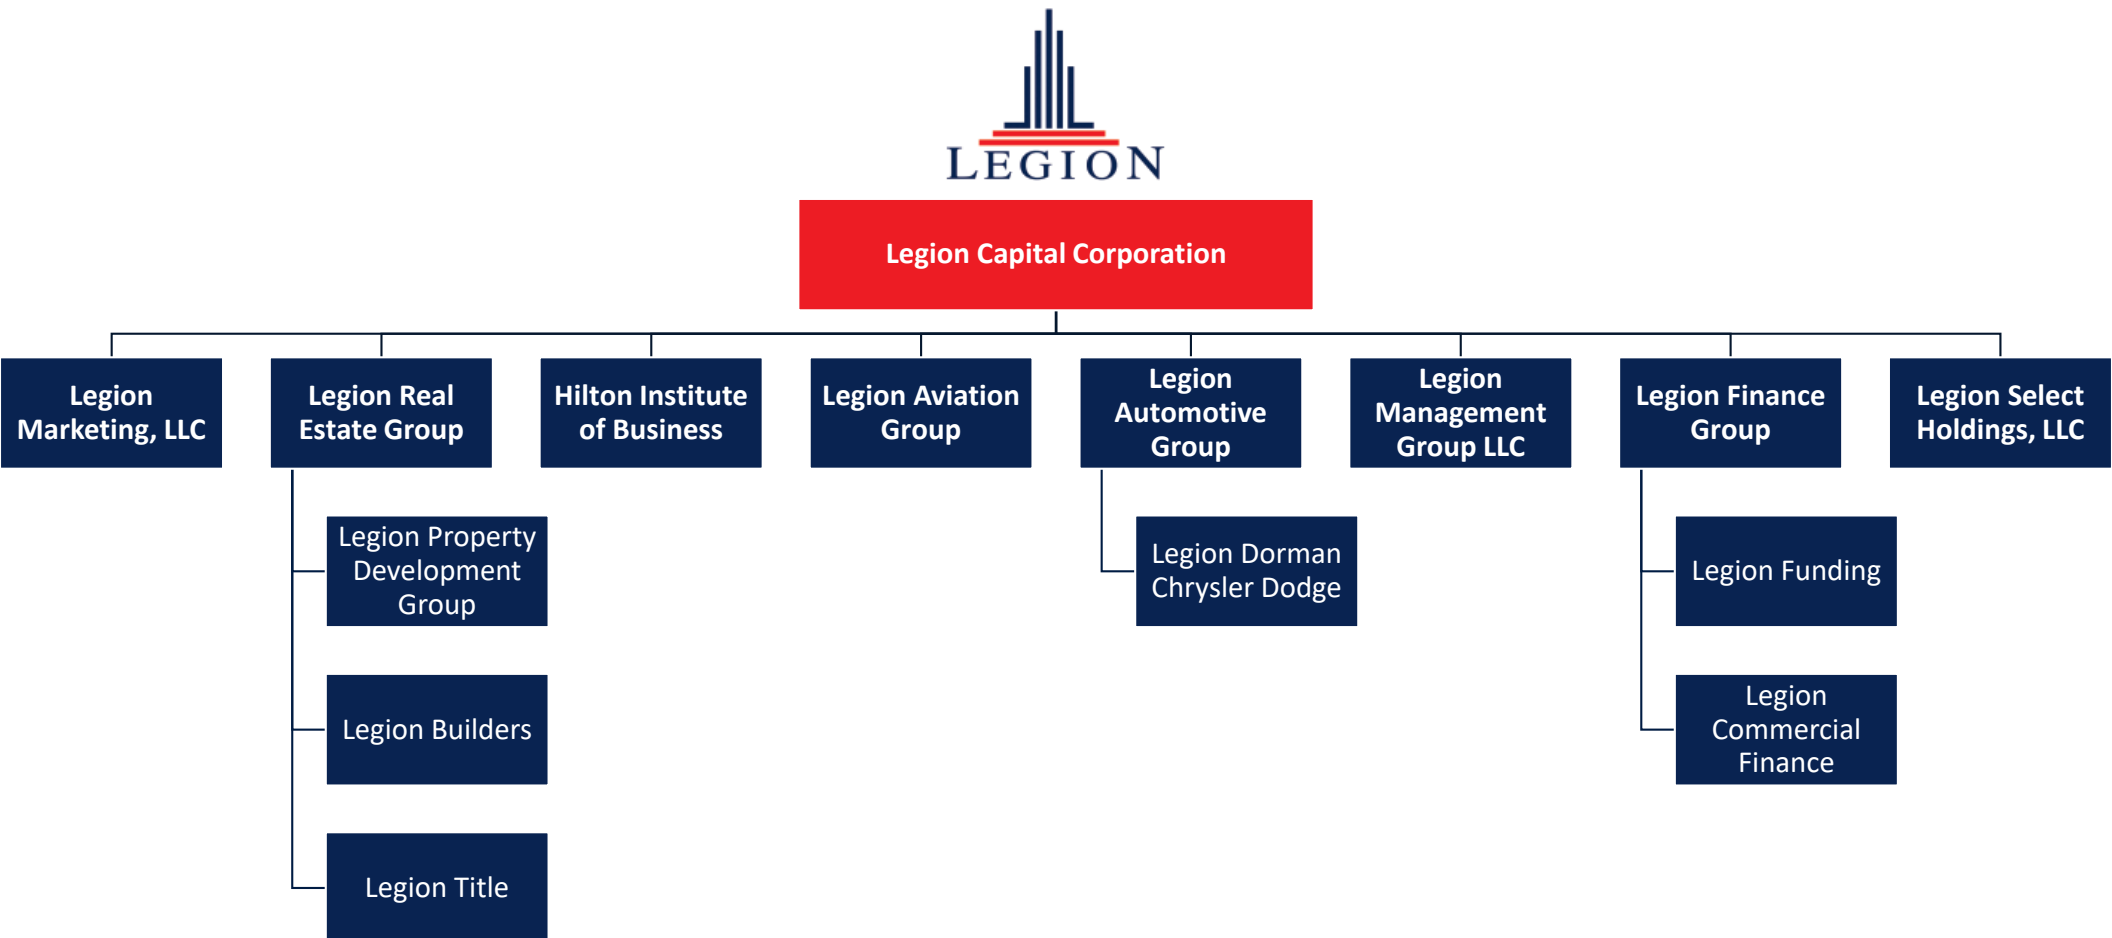 LEGION
Legion Capital Corporation
Legion
Marketing, LLC
Legion Real
Estate Group
Hilton Institute
of Business
Legion Aviation
Group
Legion
Automotive
Group
Legion
Management
Group LLC
Legion Finance
Group
Legion Select
Holdings, LLC
Legion Property
Development
Group
Legion Dorman
Chrysler Dodge
Legion Funding
Legion Builders
Legion
Commercial
Finance
Legion Title